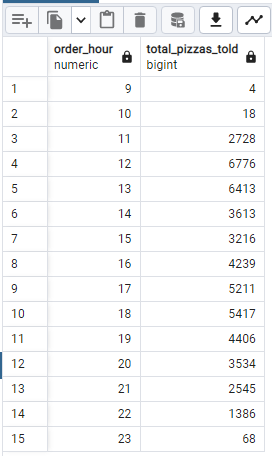 order_hour total_pizzas_told
numeric bigint
1 9 4
2 10 18
3 11 2728
4 12 6776
5 13 6413
6 14 3613
7 15 3216
8 16 4239
9 17 5211
10 18 5417
11 19 4406
12 20 3534
13 21 2545
14 22 1386
15 23 68